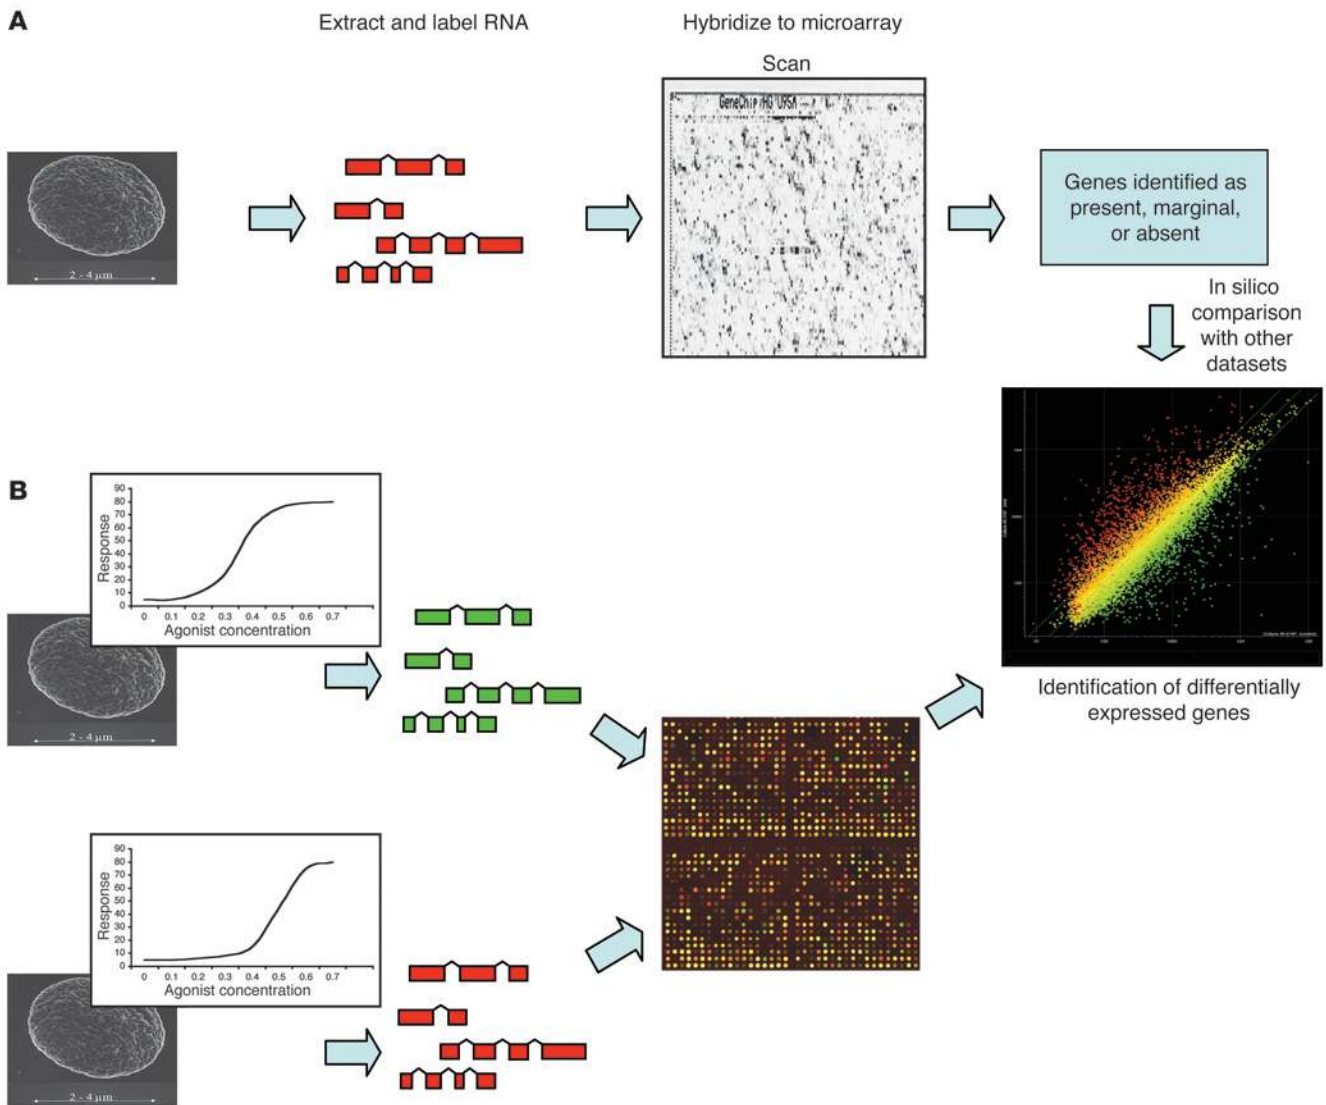 A
Extract and label RNA
Hybridize to microarray
Scan
GeneChip HG U95A
2 - 4 µm
Genes identified as
present, marginal,
or absent
In silico
comparison
with other
datasets
B
Response
90
80
70
60
50
40
30
20
10
0
0 0.1 0.2 0.3 0.4 0.5 0.6 0.7
Agonist concentration
2 - 4 µm
Identification of differentially
expressed genes
Response
90
80
70
60
50
40
30
20
10
0
0 0.1 0.2 0.3 0.4 0.5 0.6 0.7
Agonist concentration
2 - 4 µm